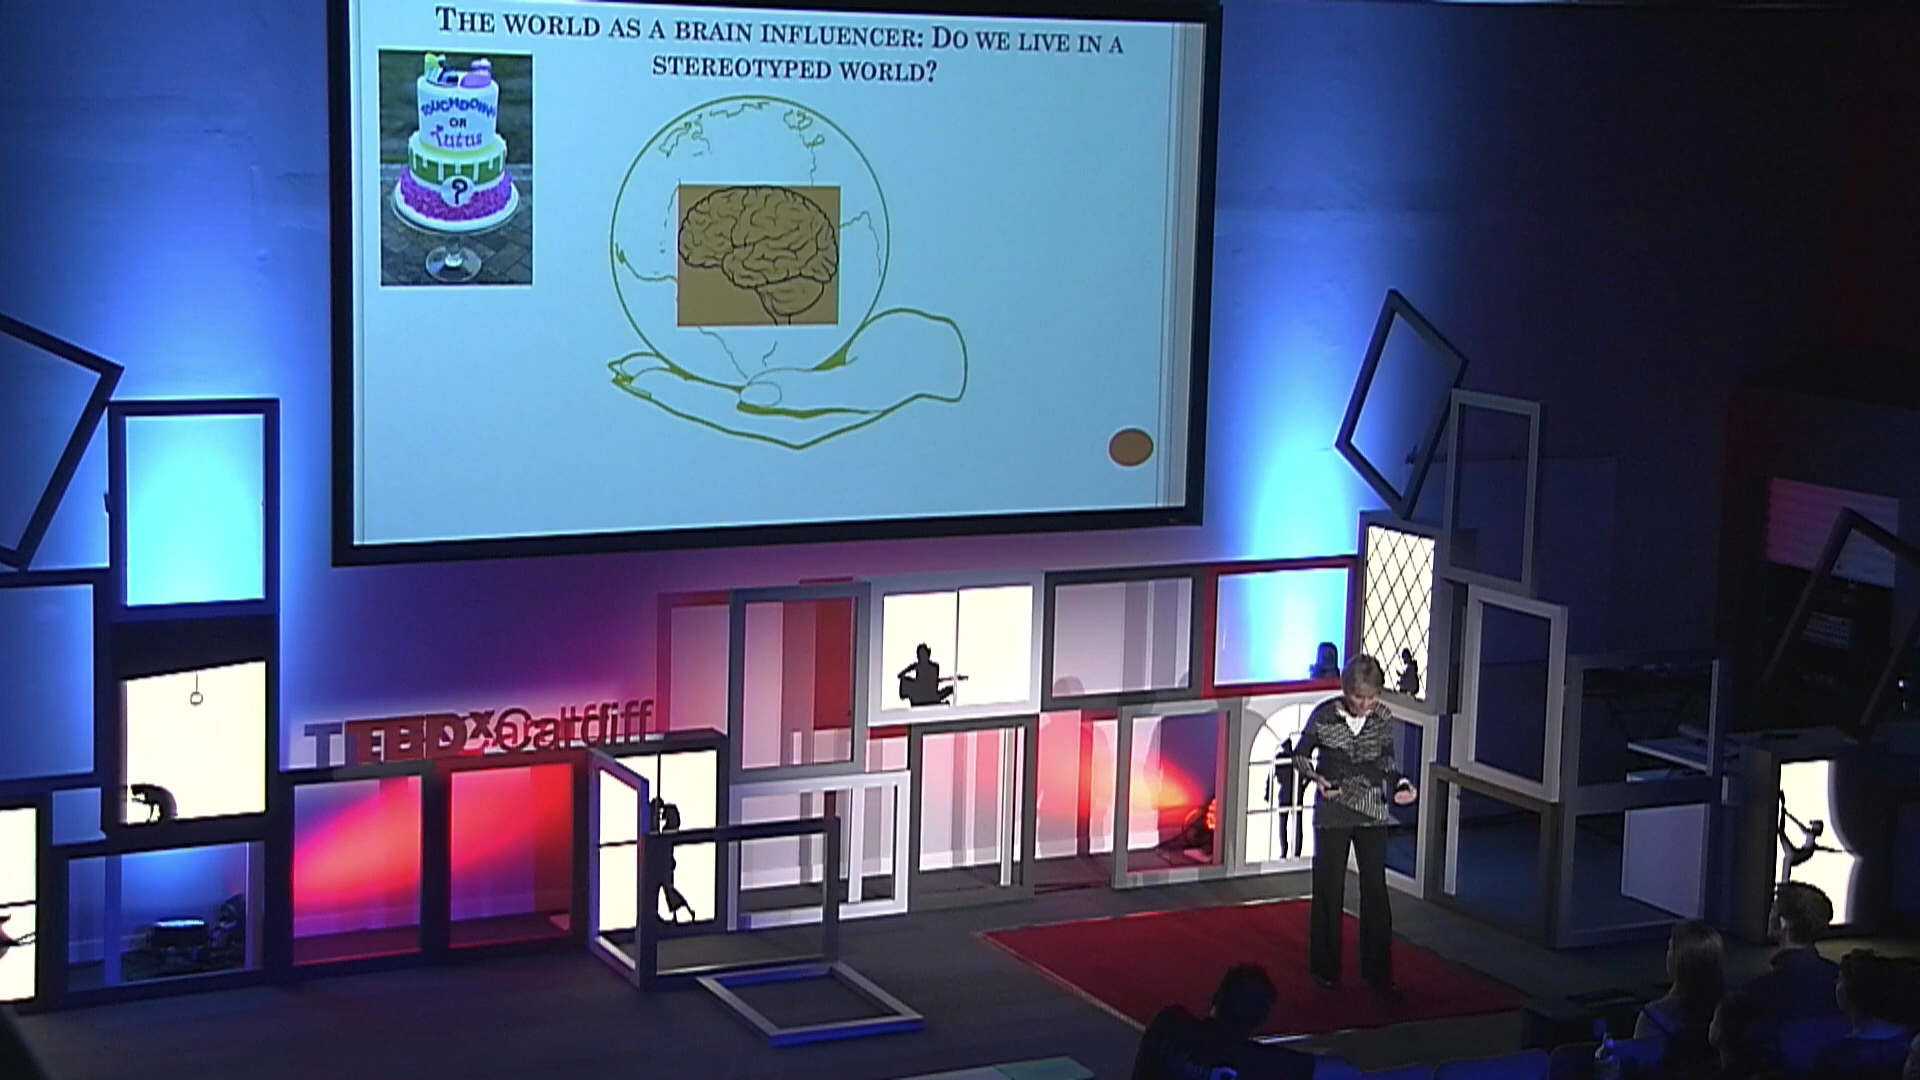 THE WORLD AS A BRAIN INFLUENCER: DO WE LIVE IN A
STEREOTYPED WORLD?
TOUCHDOWNS
OR
Tutus
?
TEDxCardiff